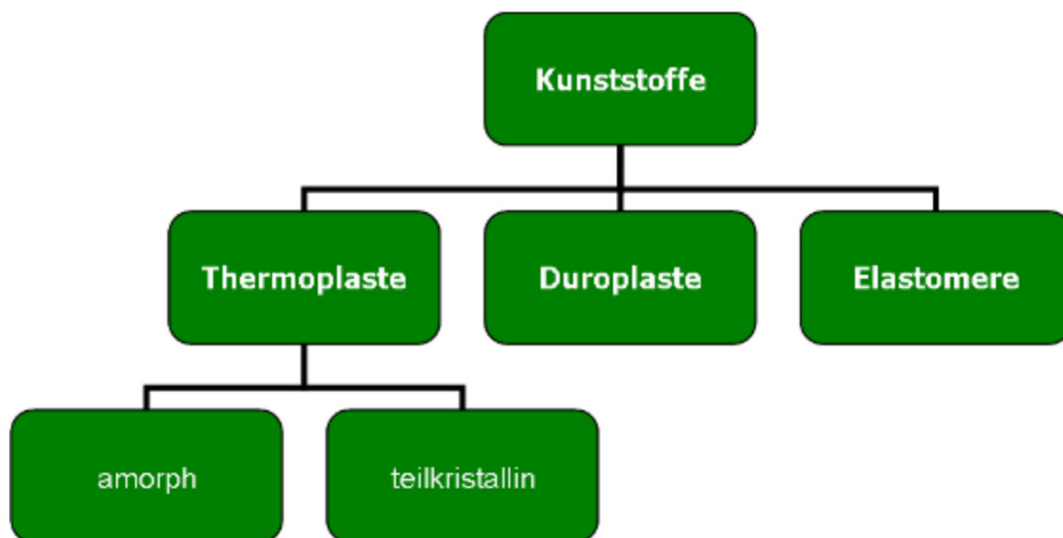 Kunststoffe
Thermoplaste
Duroplaste
Elastomere
amorph
teilkristallin